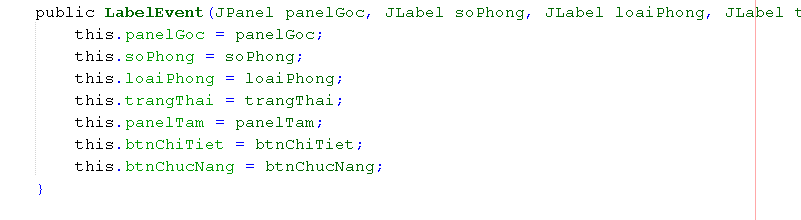 public LabelEvent(JPanel panelGoc, JLabel soPhong, JLabel loaiPhong, JLabel t
this.panelGoc = panelGoc;
this.soPhong = soPhong;
this.loaiPhong = loaiPhong;
this.trangThai = trangThai;
this.panelTam = panelTam;
this.btnChiTiet = btnChiTiet;
this.btnChucNang = btnChucNang;
}